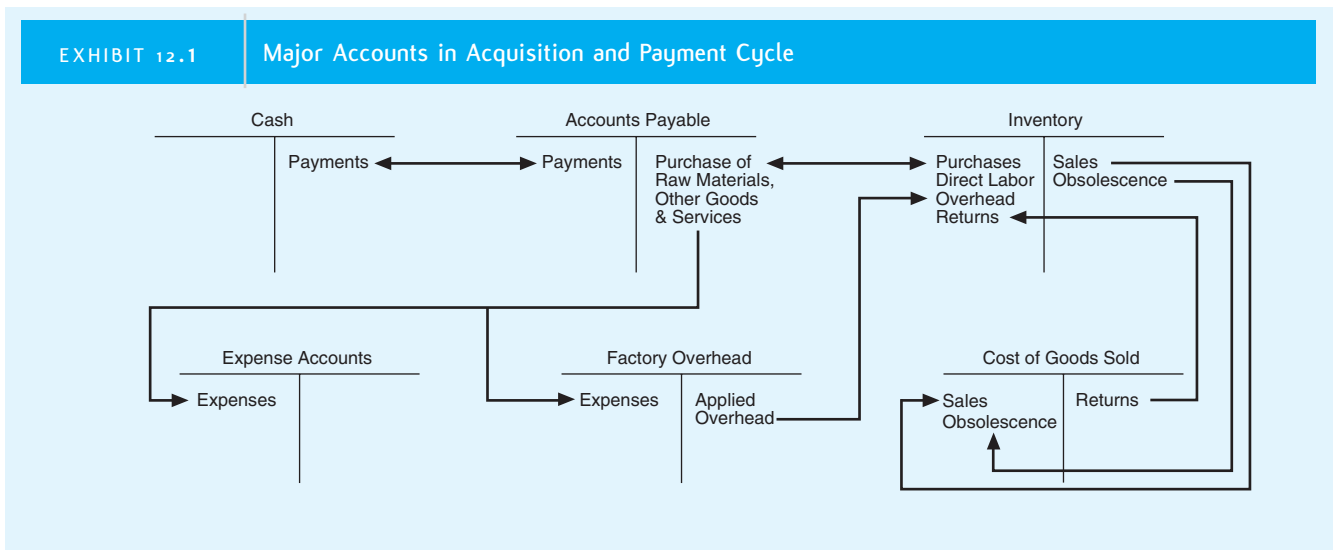 EXHIBIT 12.1
Major Accounts in Acquisition and Payment Cycle
Cash
Payments
Accounts Payable
Payments
Purchase of
Raw Materials,
Other Goods
& Services
Inventory
Purchases
Direct Labor
Overhead
Returns
Sales
Obsolescence
Expense Accounts
Expenses
Factory Overhead
Expenses
Applied
Overhead
Cost of Goods Sold
Sales
Obsolescence
Returns